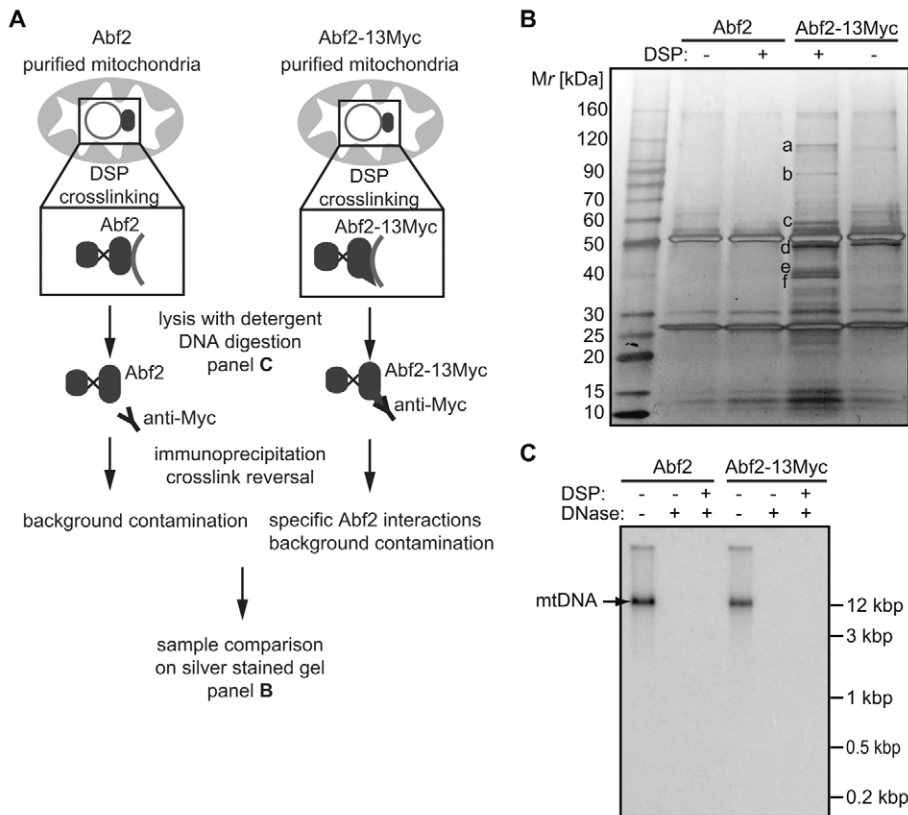 A
Abf2
purified mitochondria
Abf2-13Myc
purified mitochondria
DSP
crosslinking
DSP
crosslinking
Abf2
Abf2-13Myc
lysis with detergent
DNA digestion
panel C
Abf2
anti-Myc
Abf2-13Myc
anti-Myc
immunoprecipitation
crosslink reversal
background contamination
specific Abf2 interactions
background contamination
sample comparison
on silver stained gel
panel B
B
Abf2 Abf2-13Myc
DSP: - + + -
Mr [kDa]
160
120
90
70
60
50
40
30
25
20
15
10
a
b
c
d
e
f
C
Abf2 Abf2-13Myc
DSP: - - + - - +
DNase: - + + - + +
mtDNA
12 kbp
3 kbp
1 kbp
0.5 kbp
0.2 kbp